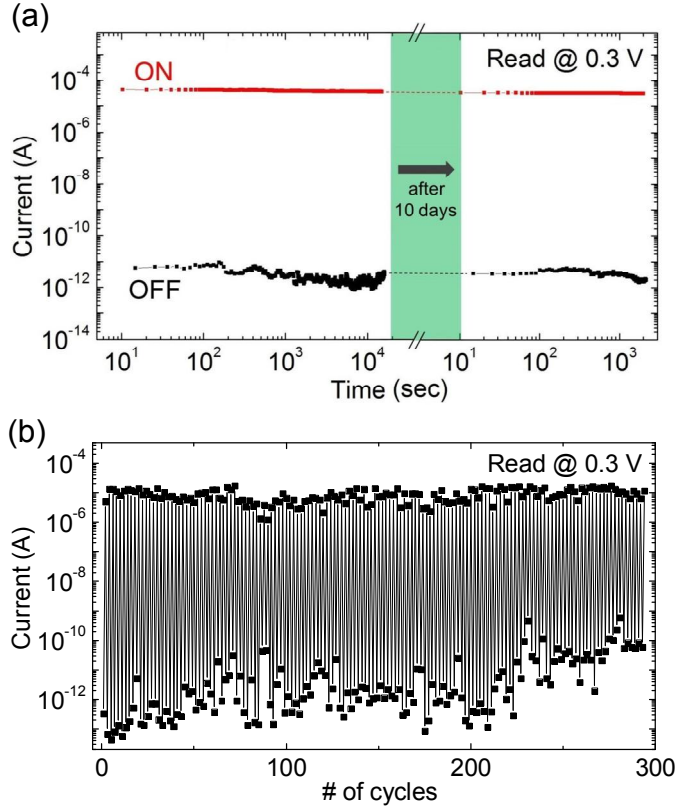 (a)
Read @ 0.3 V
ON
OFF
after
10 days
Current (A)
10⁻⁴
10⁻⁶
10⁻⁸
10⁻¹⁰
10⁻¹²
10⁻¹⁴
10¹ 10² 10³ 10⁴ 10¹ 10² 10³
Time (sec)
(b)
Read @ 0.3 V
Current (A)
10⁻⁴
10⁻⁶
10⁻⁸
10⁻¹⁰
10⁻¹²
0 100 200 300
# of cycles